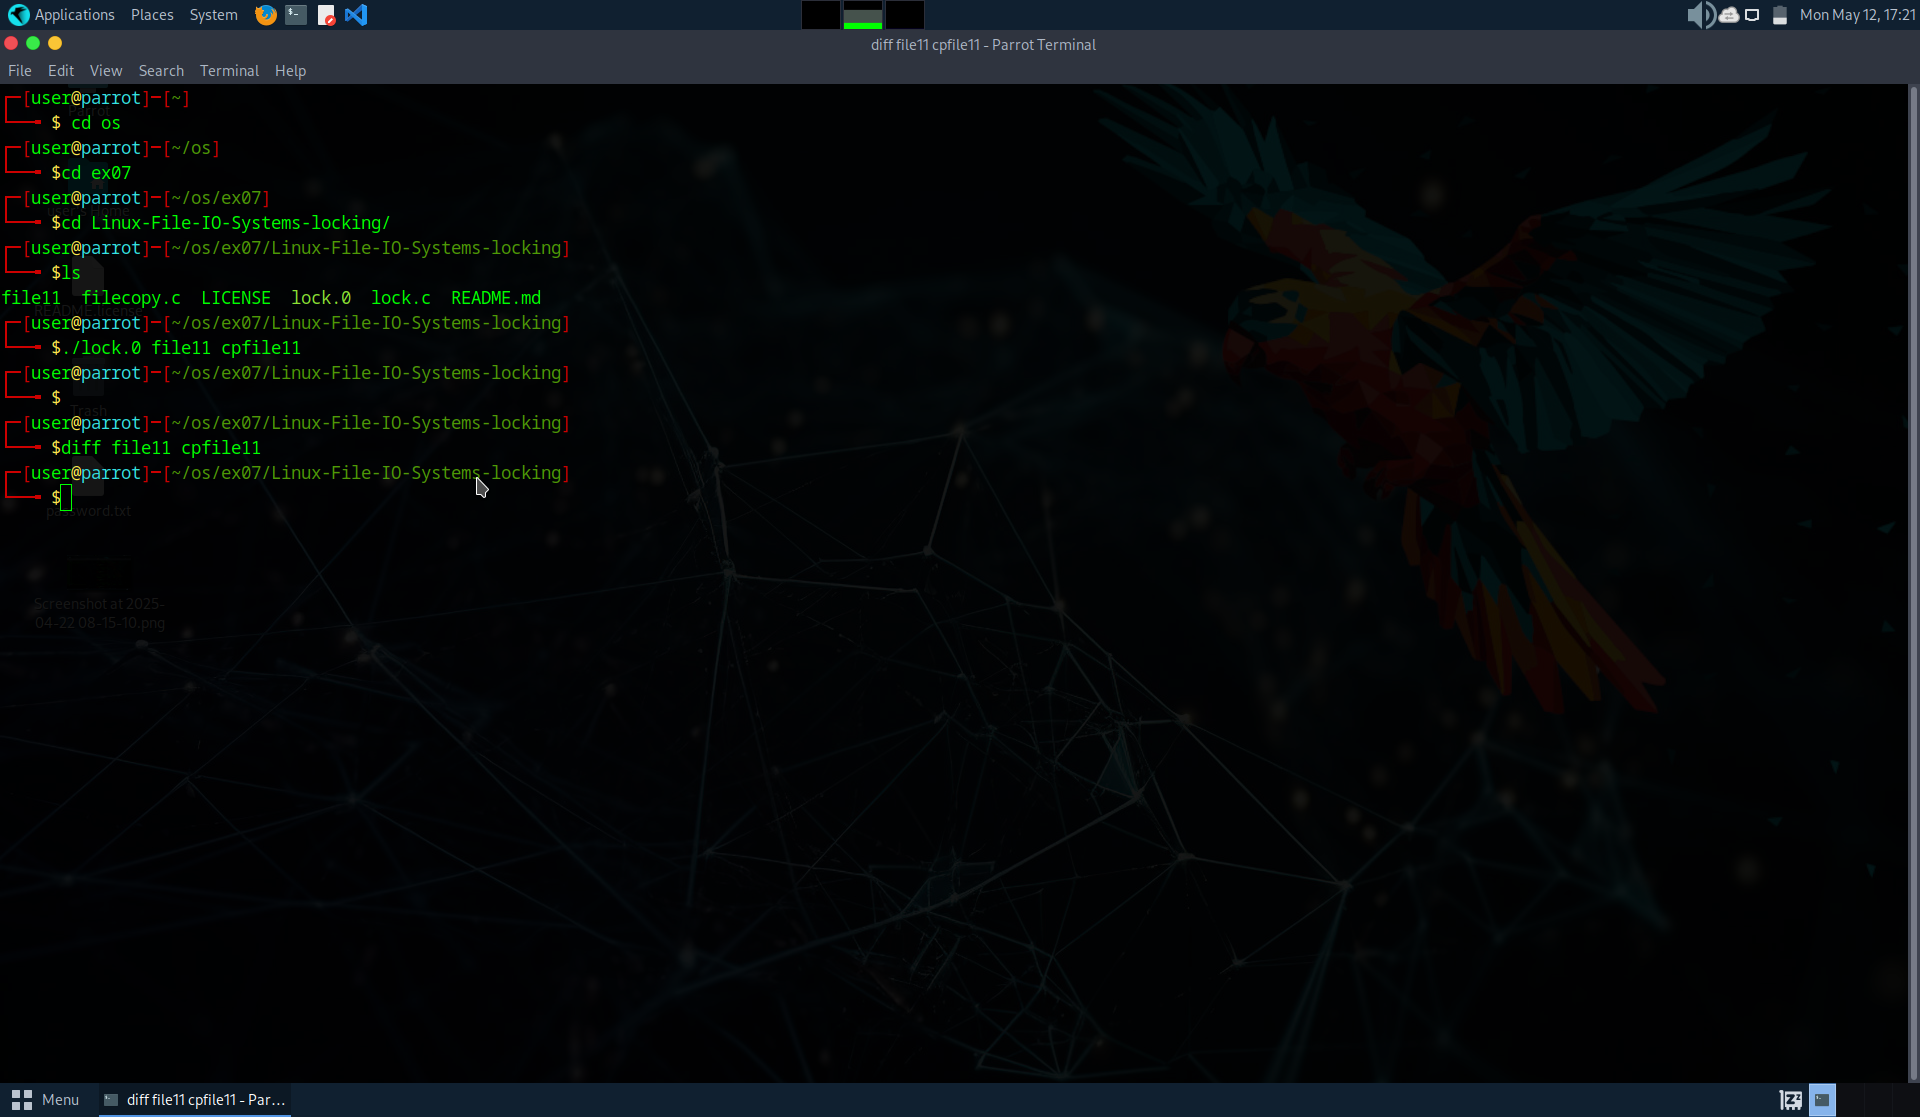 Applications Places System
Mon May 12, 17:21
diff file11 cpfile11 - Parrot Terminal
File Edit View Search Terminal Help
[user@parrot]─[~]
$ cd os
[user@parrot]─[~/os]
$cd ex07
[user@parrot]─[~/os/ex07]
$cd Linux-File-IO-Systems-locking/
[user@parrot]─[~/os/ex07/Linux-File-IO-Systems-locking]
$ls
file11 filecopy.c LICENSE lock.0 lock.c README.md
[user@parrot]─[~/os/ex07/Linux-File-IO-Systems-locking]
$./lock.0 file11 cpfile11
[user@parrot]─[~/os/ex07/Linux-File-IO-Systems-locking]
$
Trash
[user@parrot]─[~/os/ex07/Linux-File-IO-Systems-locking]
$diff file11 cpfile11
[user@parrot]─[~/os/ex07/Linux-File-IO-Systems-locking]
$
password.txt
Screenshot at 2025-
04-22 08-15-10.png
Menu
diff file11 cpfile11 - Par...